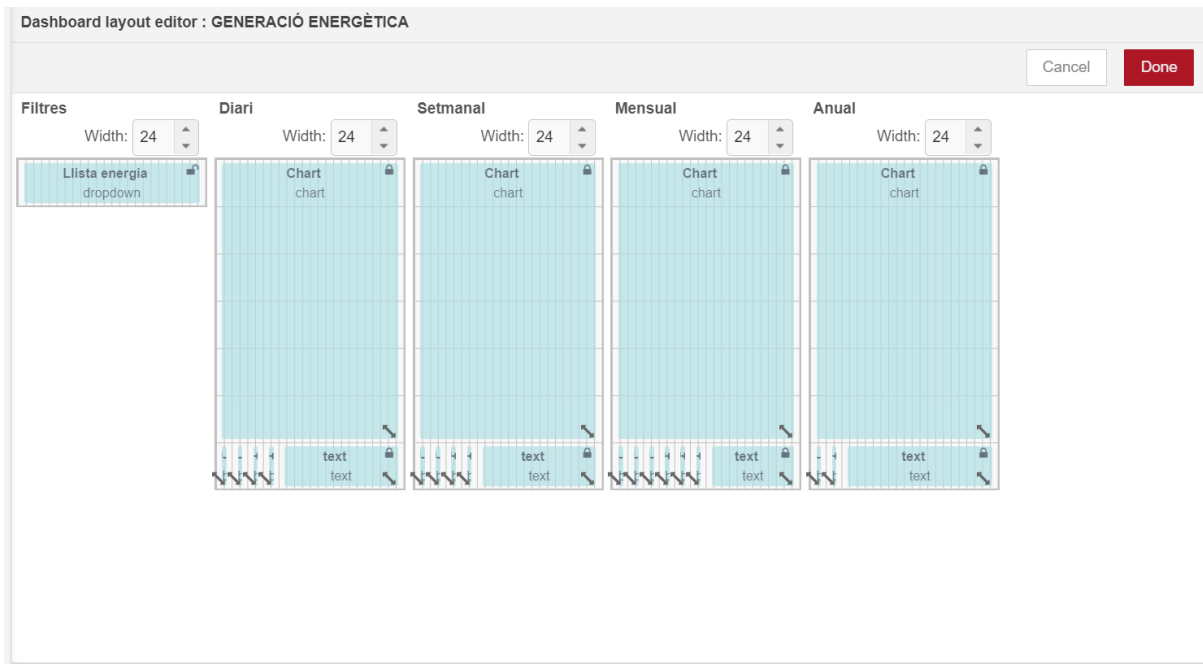 Dashboard layout editor : GENERACIÓ ENERGÈTICA
Cancel Done
Filtres Diari Setmanal Mensual Anual
Width: 24 Width: 24 Width: 24 Width: 24 Width: 24
Llista energia Chart Chart Chart Chart
dropdown chart chart chart chart
text text text text
text text text text